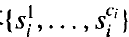 {s_i^1, ..., s_i^{c_i}}